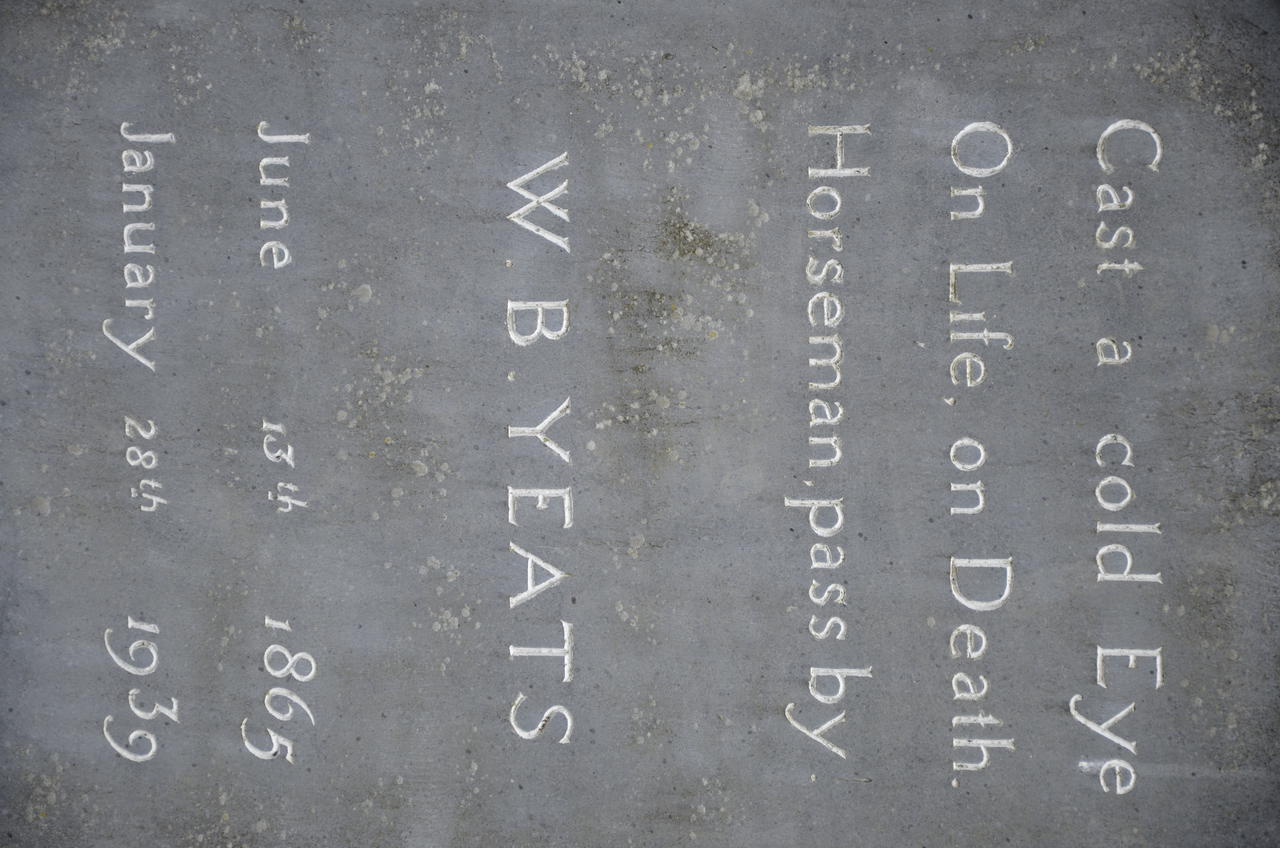 Cast a cold Eye
On Life, on Death.
Horseman, pass by.
W. B. YEATS
June 13th 1865
January 28th 1939